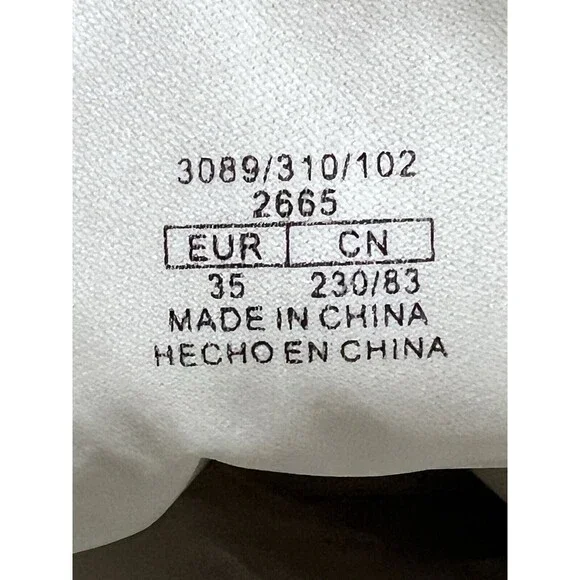 3089/310/102
2665
EUR CN
35 230/83
MADE IN CHINA
HECHO EN CHINA